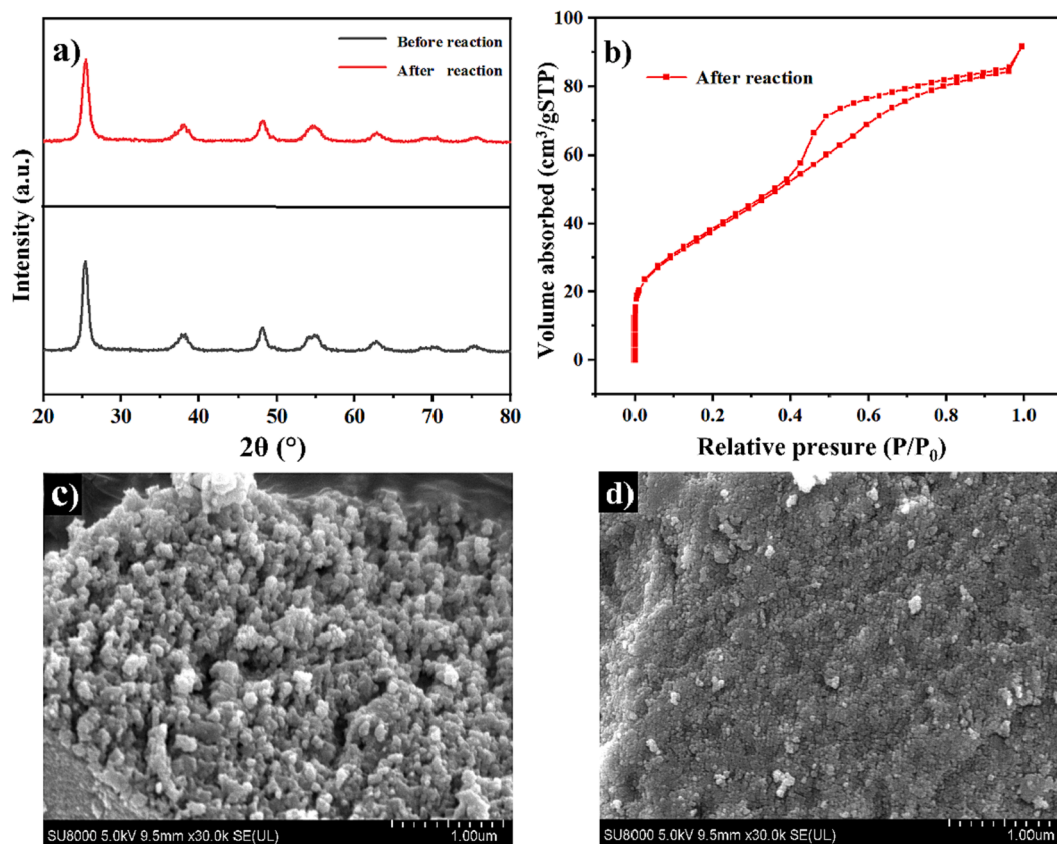 a)
Before reaction
After reaction
Intensity (a.u.)
20 30 40 50 60 70 80
2θ (°)
b)
After reaction
Volume absorbed (cm³/gSTP)
100
80
60
40
20
0
0.0 0.2 0.4 0.6 0.8 1.0
Relative presure (P/P₀)
c)
SU8000 5.0kV 9.5mm x30.0k SE(UL) 1.00um
d)
SU8000 5.0kV 9.5mm x30.0k SE(UL) 1.00um